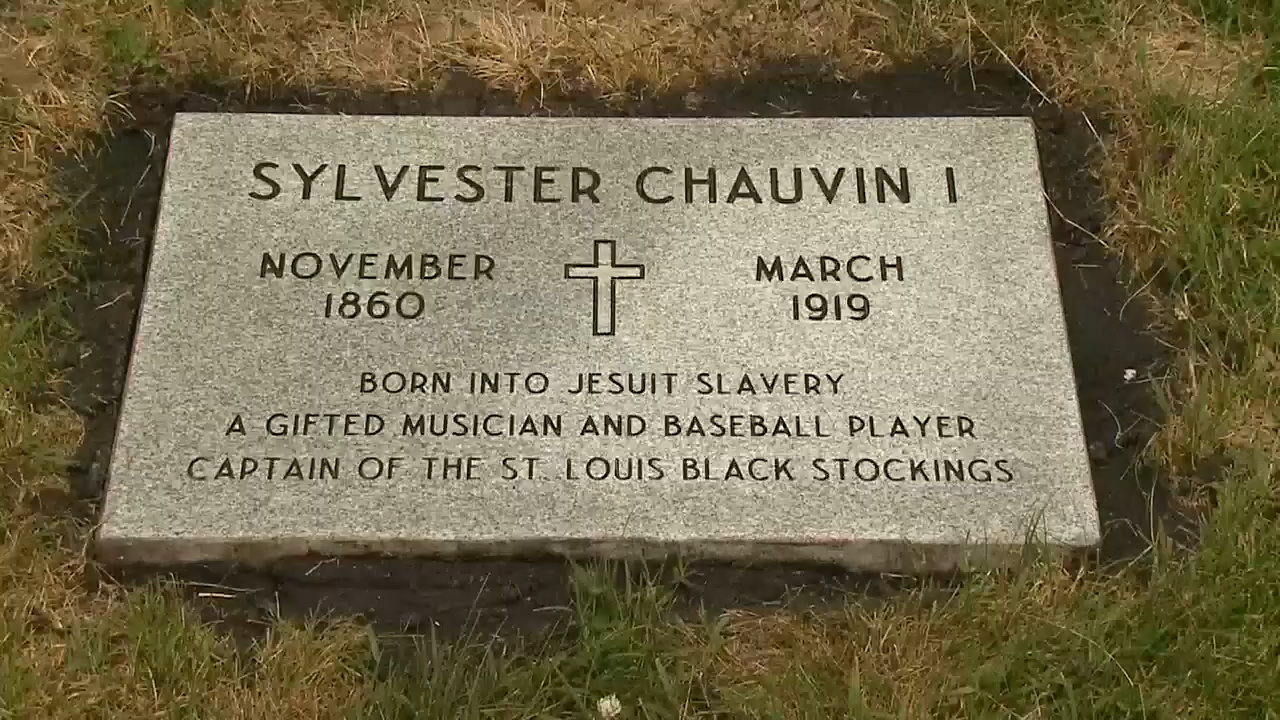 SYLVESTER CHAUVIN I
NOVEMBER MARCH
1860 1919
BORN INTO JESUIT SLAVERY
A GIFTED MUSICIAN AND BASEBALL PLAYER
CAPTAIN OF THE ST. LOUIS BLACK STOCKINGS